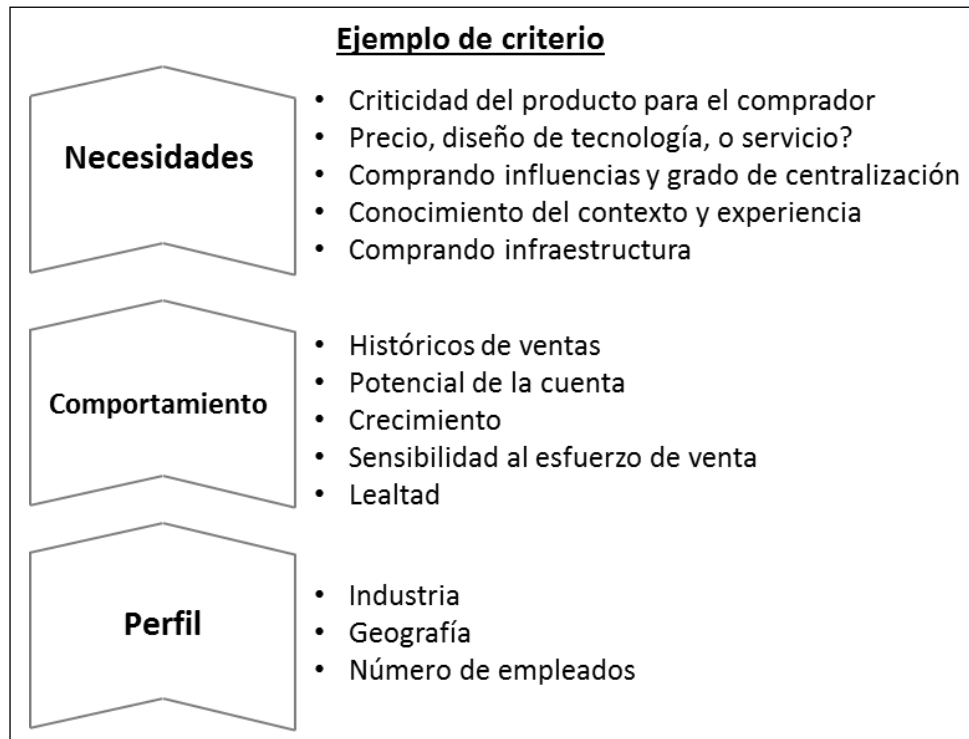 Ejemplo de criterio
Necesidades
• Criticidad del producto para el comprador
• Precio, diseño de tecnología, o servicio?
• Comprando influencias y grado de centralización
• Conocimiento del contexto y experiencia
• Comprando infraestructura
Comportamiento
• Históricos de ventas
• Potencial de la cuenta
• Crecimiento
• Sensibilidad al esfuerzo de venta
• Lealtad
Perfil
• Industria
• Geografía
• Número de empleados